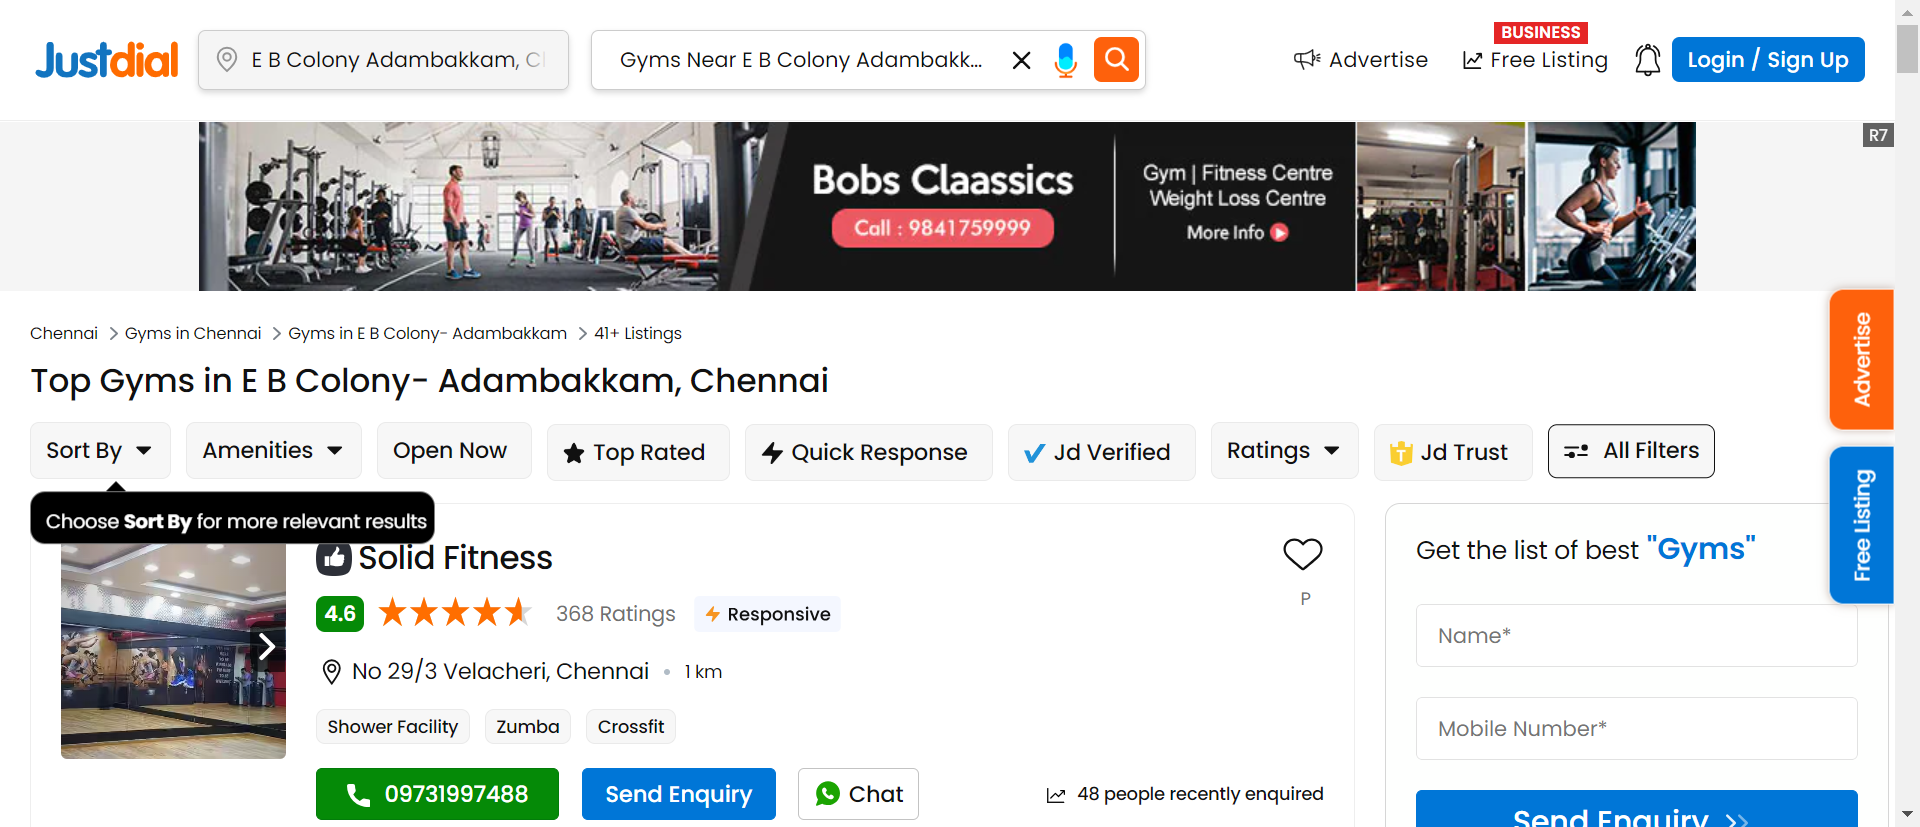 Justdial
E B Colony Adambakkam, C
Gyms Near E B Colony Adambakk...
Advertise
BUSINESS
Free Listing
Login / Sign Up
R7
Bobs Claassics
Call : 9841759999
Gym | Fitness Centre
Weight Loss Centre
More Info
Chennai > Gyms in Chennai > Gyms in E B Colony- Adambakkam > 41+ Listings
Top Gyms in E B Colony- Adambakkam, Chennai
Sort By
Amenities
Open Now
Top Rated
Quick Response
Jd Verified
Ratings
Jd Trust
All Filters
Choose Sort By for more relevant results
Solid Fitness
P
4.6
368 Ratings
Responsive
No 29/3 Velacheri, Chennai • 1 km
Shower Facility
Zumba
Crossfit
09731997488
Send Enquiry
Chat
48 people recently enquired
Get the list of best "Gyms"
Name*
Mobile Number*
Send Enquiry >>
Advertise
Free Listing